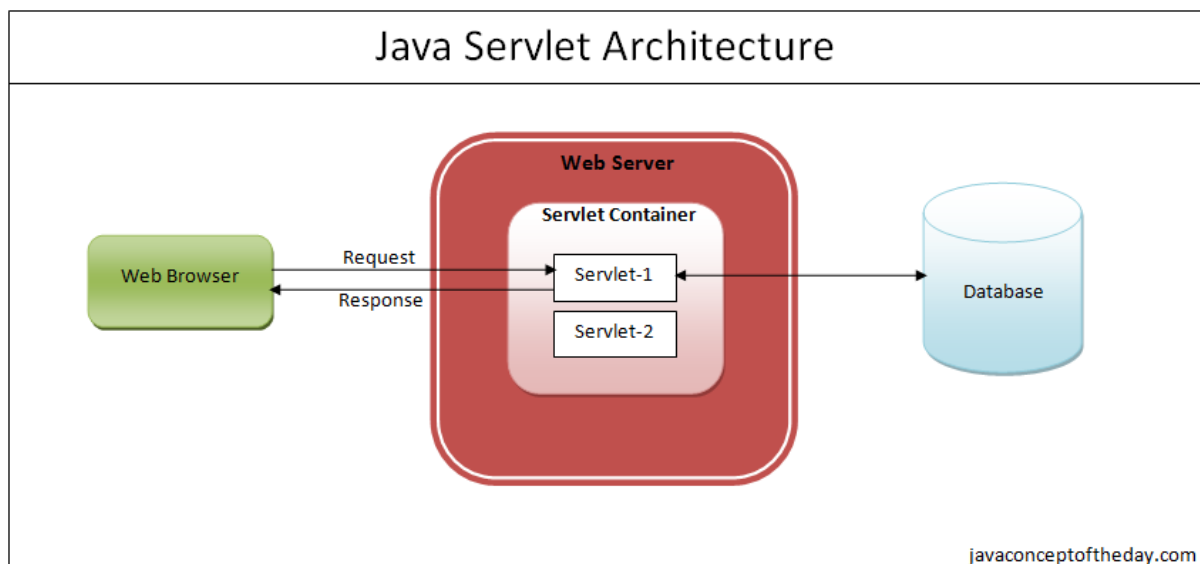 Java Servlet Architecture
Web Server
Servlet Container
Web Browser
Request
Response
Servlet-1
Servlet-2
Database
javaconceptoftheday.com